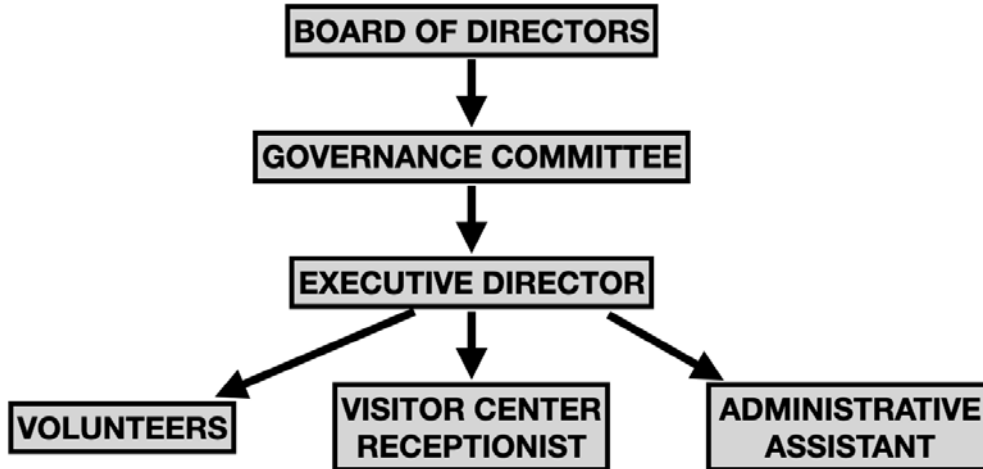 BOARD OF DIRECTORS
GOVERNANCE COMMITTEE
EXECUTIVE DIRECTOR
VOLUNTEERS
VISITOR CENTER
RECEPTIONIST
ADMINISTRATIVE
ASSISTANT